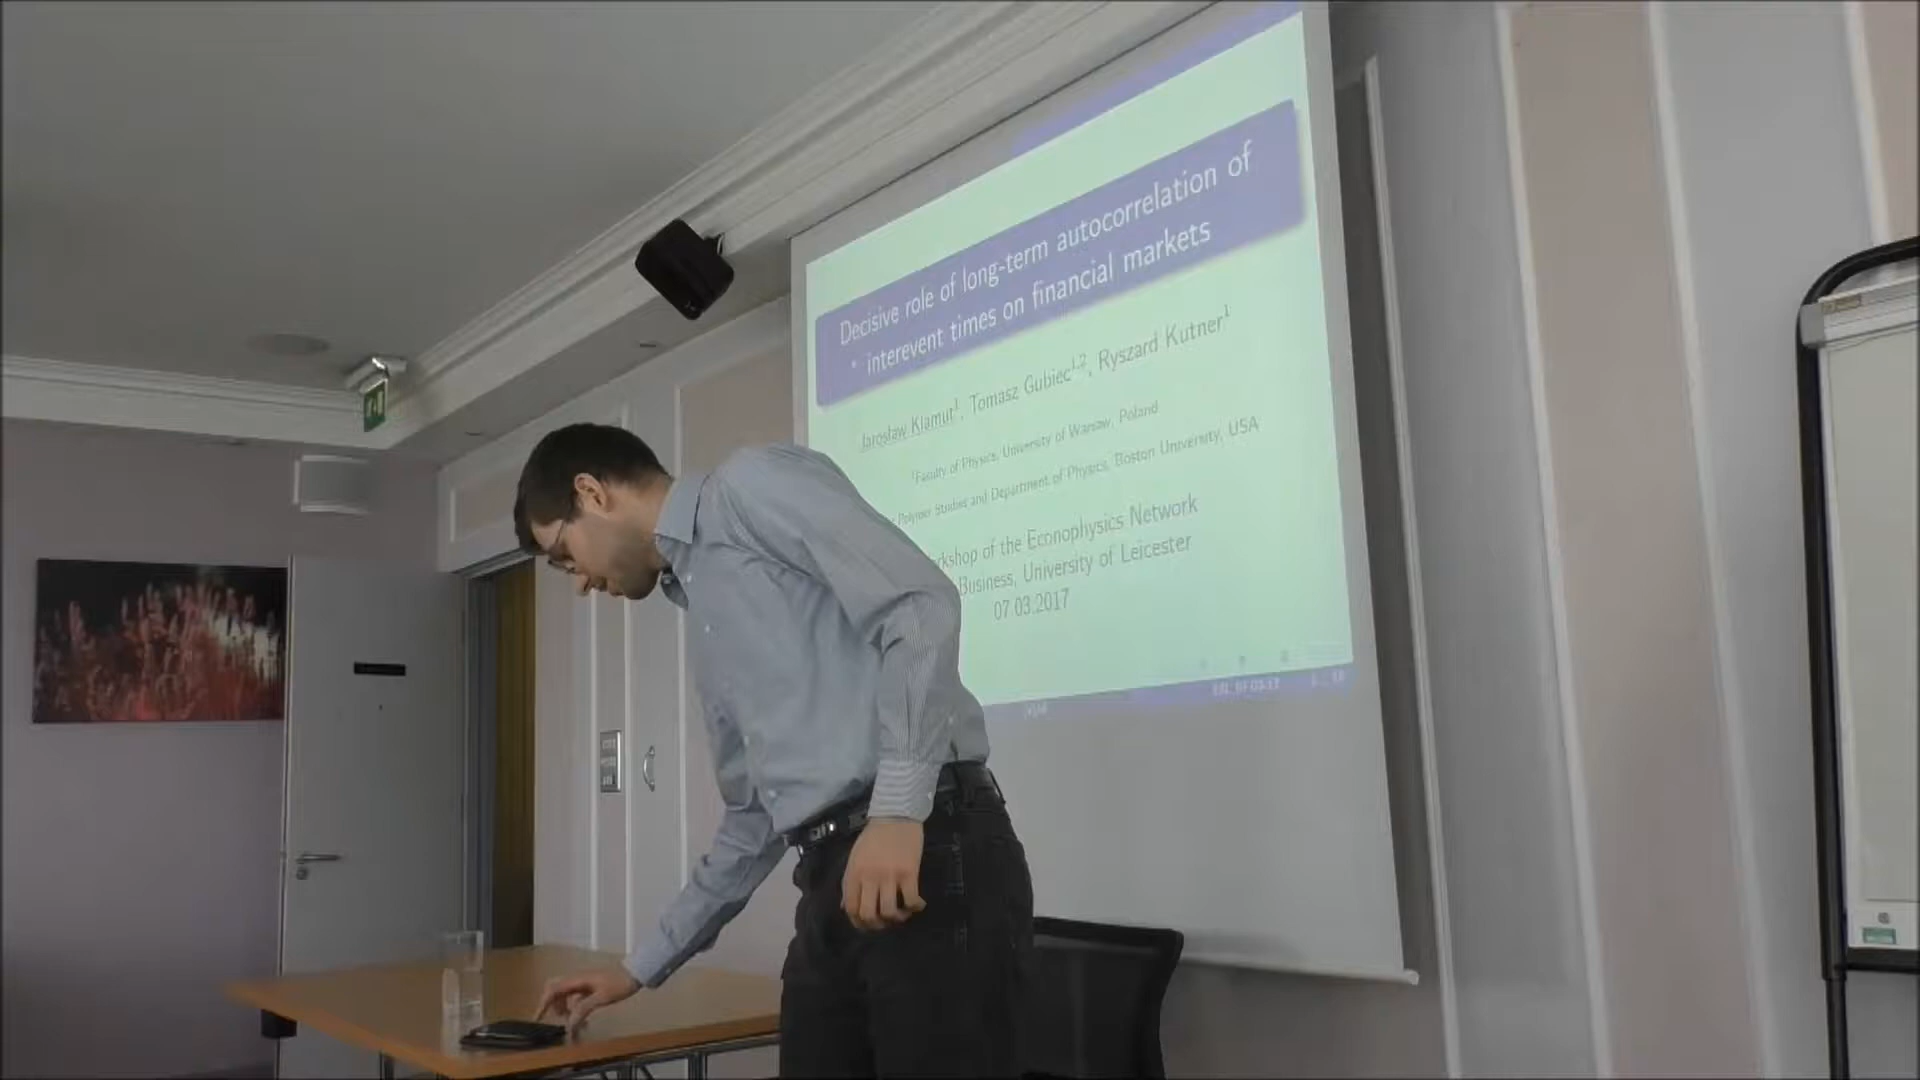 Decisive role of long-term autocorrelation of
interevent times on financial markets
Jarosław Klamut¹, Tomasz Gubiec¹,², Ryszard Kutner¹
¹Faculty of Physics, University of Warsaw, Poland
Polymer Studies and Department of Physics, Boston University, USA
of the Econophysics Network
Business, University of Leicester
07.03.2017